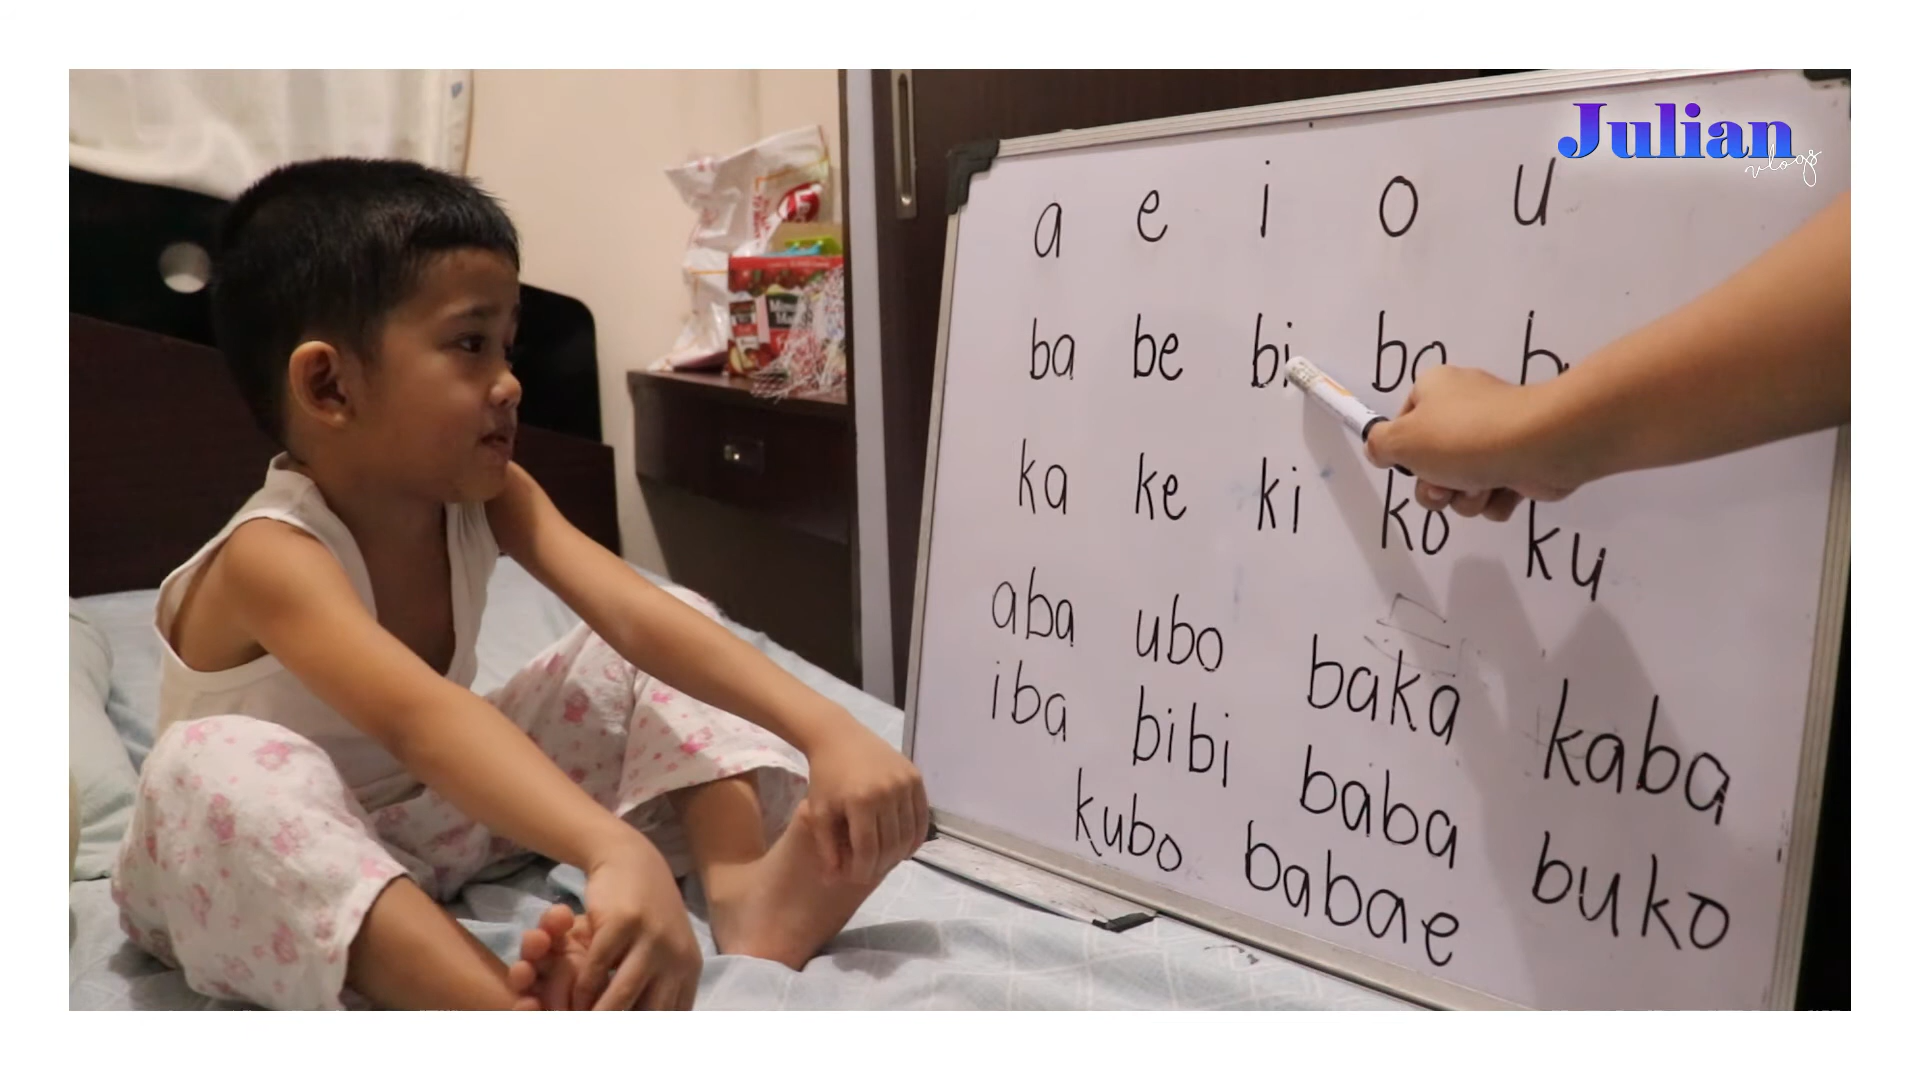 Julian
vlogs
a e i o u
ba be bi bo
ka ke ki ko ku
aba ubo baka kaba
iba bibi baba buko
kubo babae